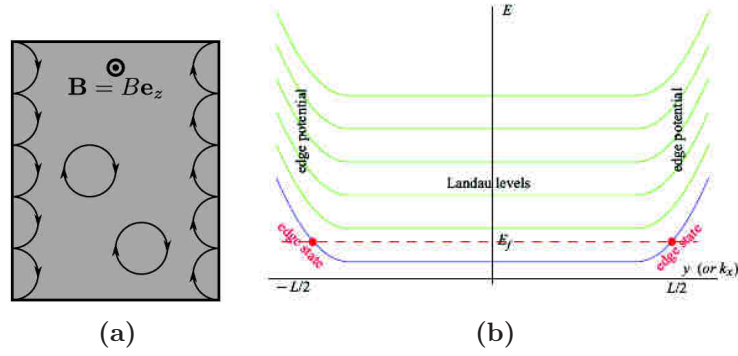 B = Be_z
(a)
E
edge potential
edge potential
Landau levels
E_f
edge state
edge state
y (or k_x)
-L/2
L/2
(b)